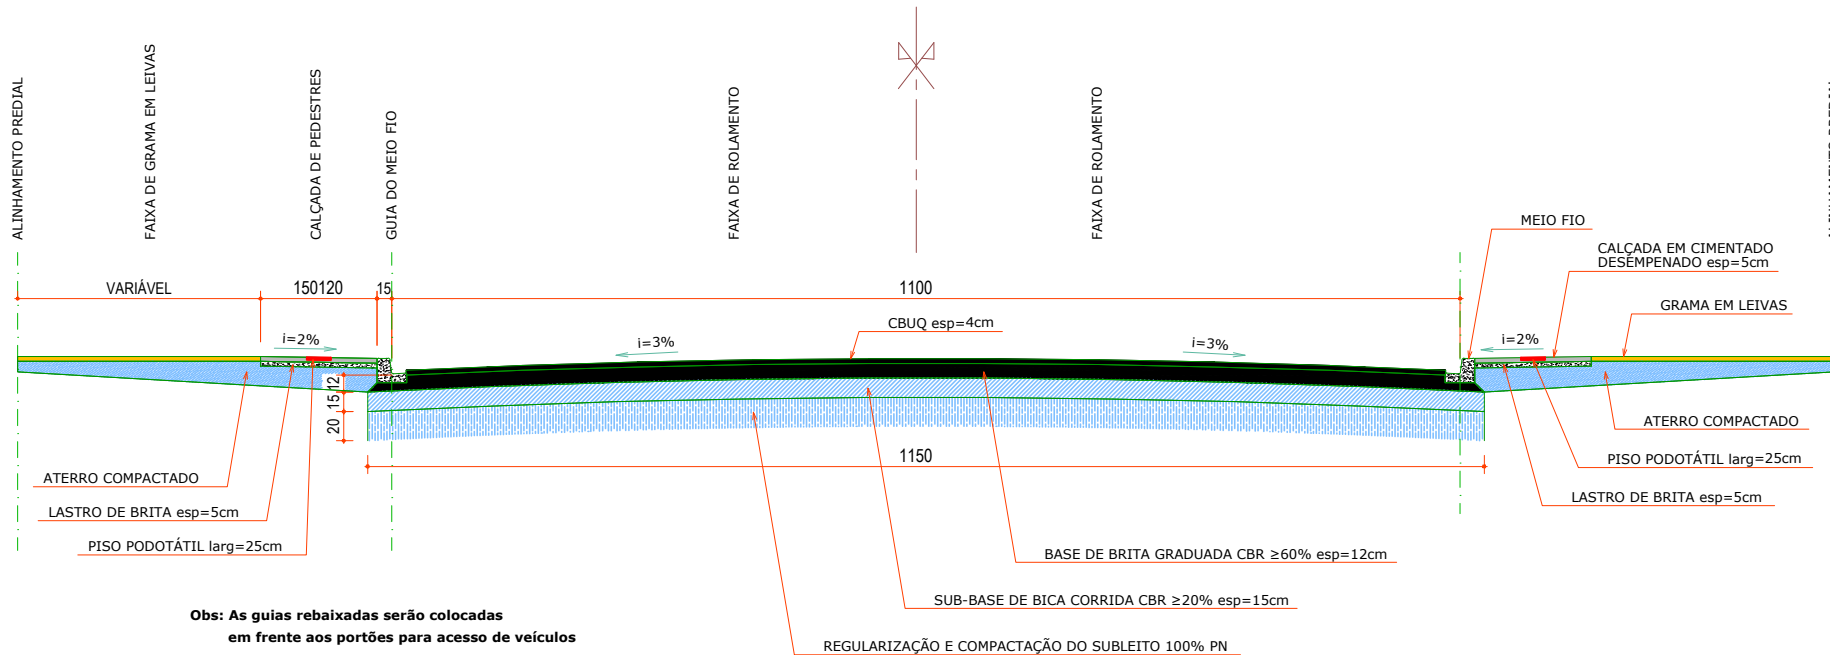 ALINHAMENTO PREDIAL
FAIXA DE GRAMA EM LEIVAS
CALÇADA DE PEDESTRES
GUIA DO MEIO FIO
FAIXA DE ROLAMENTO
FAIXA DE ROLAMENTO
MEIO FIO
CALÇADA EM CIMENTADO
DESEMPENADO esp=5cm
GRAMA EM LEIVAS
VARIÁVEL
150120
15
1100
CBUQ esp=4cm
i=2%
i=3%
i=3%
i=2%
12
15
20
1150
ATERRO COMPACTADO
LASTRO DE BRITA esp=5cm
PISO PODOTÁTIL larg=25cm
ATERRO COMPACTADO
PISO PODOTÁTIL larg=25cm
LASTRO DE BRITA esp=5cm
BASE DE BRITA GRADUADA CBR ≥60% esp=12cm
SUB-BASE DE BICA CORRIDA CBR ≥20% esp=15cm
REGULARIZAÇÃO E COMPACTAÇÃO DO SUBLEITO 100% PN
Obs: As guias rebaixadas serão colocadas
em frente aos portões para acesso de veículos